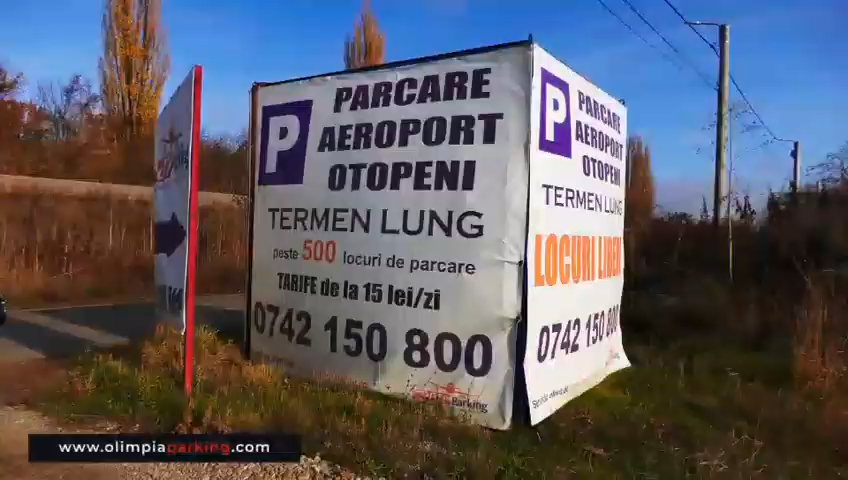 P
PARCARE
AEROPORT
OTOPENI
TERMEN LUNG
peste 500 locuri de parcare
TARIFE de la 15 lei/zi
0742 150 800
Parking
P
PARCARE
AEROPORT
OTOPENI
TERMEN LUNG
LOCURI
0742 150 800
www.olimpiaparking.com